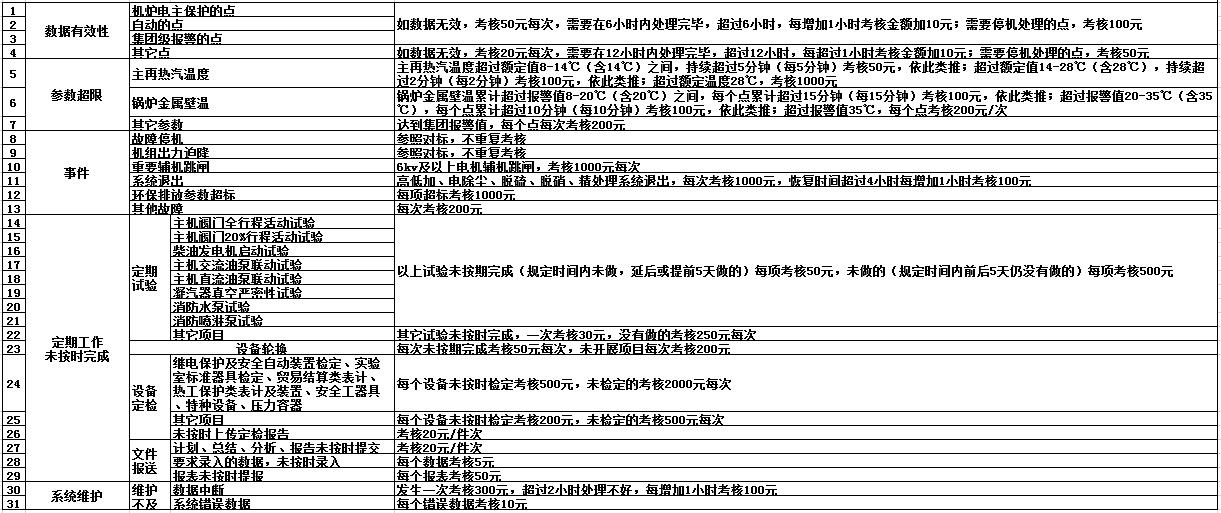 1 机炉电主保护的点
数据有效性
2 自动的点
如数据无效，考核50元每次，需要在6小时内处理完毕，超过6小时，每增加1小时考核金额加10元；需要停机处理的点，考核100元
3 集团级报警的点
4 其它点 如数据无效，考核20元每次，需要在12小时内处理完毕，超过12小时，每超过1小时考核金额加10元；需要停机处理的点，考核50元
参数超限
5 主再热汽温度
主再热汽温度超过额定值8-14℃（含14℃）之间，持续超过5分钟（每5分钟）考核50元，依此类推；超过额定值14-28℃（含28℃），持续超
过2分钟（每2分钟）考核100元，依此类推；超过额定温度28℃，考核1000元
6 锅炉金属壁温
锅炉金属壁温累计超过报警值8-20℃（含20℃）之间，每个点累计超过15分钟（每15分钟）考核100元，依此类推；超过报警值20-35℃（含35
℃），每个点累计超过10分钟（每10分钟）考核100元，依此类推；超过报警值35℃，每个点考核200元/次
7 其它参数 达到集团报警值，每个点每次考核200元
事件
8 故障停机 参照对标，不重复考核
9 机组出力迫降 参照对标，不重复考核
10 重要辅机跳闸 6kv及以上电机辅机跳闸，考核1000元每次
11 系统退出 高低加、电除尘、脱硫、脱硝、精处理系统退出，每次考核1000元，恢复时间超过4小时每增加1小时考核100元
12 环保排放参数超标 每项超标考核1000元
13 其他故障 每次考核200元
定期工作
未按时完成
定期
试验
14 主机阀门全行程活动试验
15 主机阀门20%行程活动试验
16 柴油发电机启动试验
17 主机交流油泵联动试验
以上试验未按期完成（规定时间内未做，延后或提前5天做的）每项考核50元，未做的（规定时间内前后5天仍没有做的）每项考核500元
18 主机直流油泵联动试验
19 凝汽器真空严密性试验
20 消防水泵试验
21 消防喷淋泵试验
22 其它项目 其它试验未按时完成，一次考核30元，没有做的考核250元每次
23 设备轮换 每次未按期完成考核50元每次，未开展项目每次考核200元
设备
定检
24
继电保护及安全自动装置检定、实验
室标准器具检定、贸易结算类表计、
热工保护类表计及装置、安全工器具
、特种设备、压力容器
每个设备未按时检定考核500元，未检定的考核2000元每次
25 其它项目 每个设备未按时检定考核200元，未检定的考核500元每次
26 未按时上传定检报告 考核20元/件次
文件
报送
27 计划、总结、分析、报告未按时提交 考核20元/件次
28 要求录入的数据，未按时录入 每个数据考核5元
29 报表未按时提报 每个报表考核50元
系统维护
维护
不及
30 数据中断 发生一次考核300元，超过2小时处理不好，每增加1小时考核100元
31 系统错误数据 每个错误数据考核10元